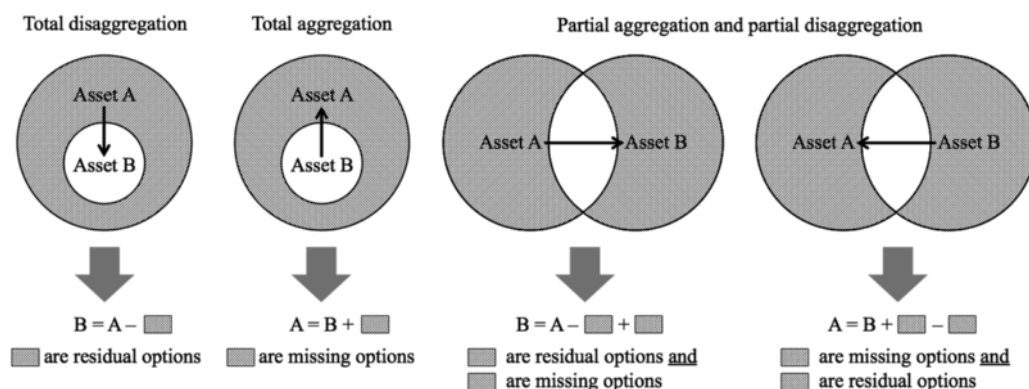 Total disaggregation
Total aggregation
Partial aggregation and partial disaggregation
Asset A
Asset B
Asset A
Asset B
Asset A
Asset B
Asset A
Asset B
B = A –
A = B +
B = A – +
A = B + –
are residual options
are missing options
are residual options and
are missing options
are missing options and
are residual options